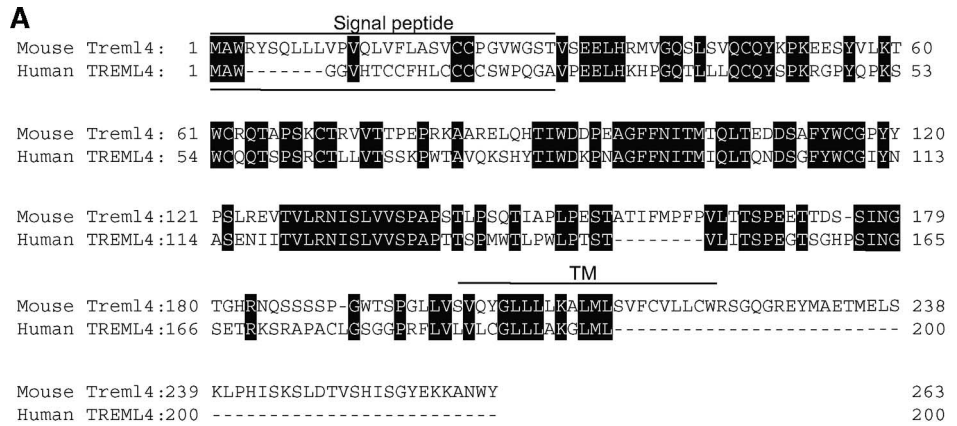 A
Signal peptide
Mouse Treml4: 1 MAWRYSQLLLVPVQLVFLASVCCPGVWGSTVSEELHRMVGQSLSVQCQYKPKEESYVLKT 60
Human TREML4: 1 MAW-------GGVHTCCFHLCCCCSWPQGAVPEELHKHPGQTLLLQCQYSPKRGPYQPKS 53
Mouse Treml4: 61 WCRQTAPSKCTRVVTTPEPRKAARELQHTIWDDPEAGFFNITMTQLTEDDSAFYWCGPYY 120
Human TREML4: 54 WCQQTSPSRCTLLVTSSKPWTAVQKSHYTIWDKPNAGFFNITMIQLTQNDSGFYWCGIYN 113
Mouse Treml4:121 PSLREVTVLRNISLVVSPAPSTLPSQTIAPLPESTATIFMPFPVLTTSPEETTDS-SING 179
Human TREML4:114 ASENIITVLRNISLVVSPAPTTSPMWTLPWLPTST--------VLITSPEGTSGHPSING 165
TM
Mouse Treml4:180 TGHRNQSSSSP-GWTSPGLLVSVQYGLLLLKALMLSVFCVLLCWRSGQGREYMAETMELS 238
Human TREML4:166 SETRKSRAPACLGSGGPRFLVLVLCGLLLAKGLML------------------------- 200
Mouse Treml4:239 KLPHISKSLDTVSHISGYEKKANWY 263
Human TREML4:200 ------------------------- 200